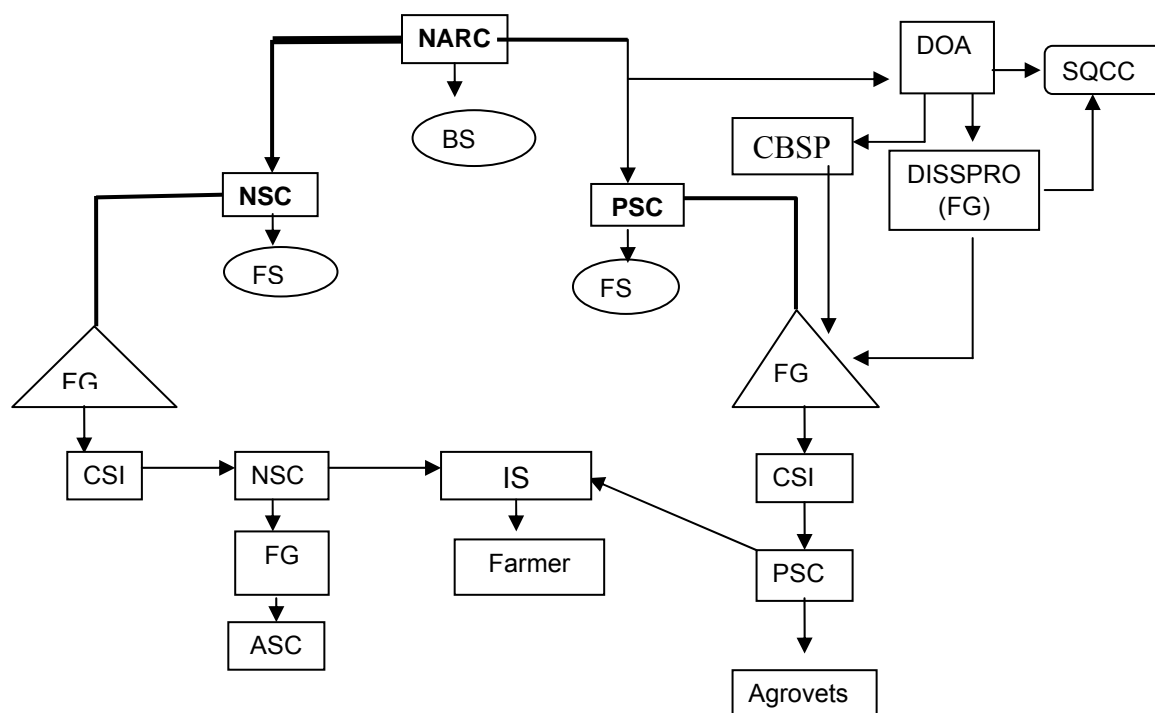 NARC
DOA
SQCC
BS
CBSP
DISSPRO
(FG)
NSC
PSC
FS
FS
FG
FG
CSI
NSC
IS
CSI
FG
Farmer
PSC
ASC
Agrovets